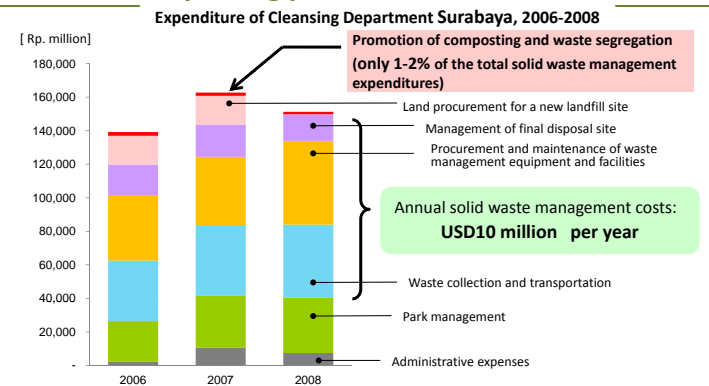 Expenditure of Cleansing Department Surabaya, 2006-2008
[ Rp. million]
Promotion of composting and waste segregation
(only 1-2% of the total solid waste management
expenditures)
180,000
160,000
140,000
120,000
100,000
80,000
60,000
40,000
20,000
-
Land procurement for a new landfill site
Management of final disposal site
Procurement and maintenance of waste
management equipment and facilities
Annual solid waste management costs:
USD10 million per year
Waste collection and transportation
Park management
Administrative expenses
2006
2007
2008